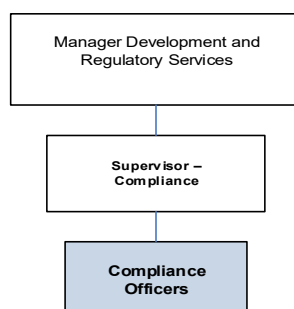 Manager Development and
Regulatory Services
Supervisor –
Compliance
Compliance
Officers